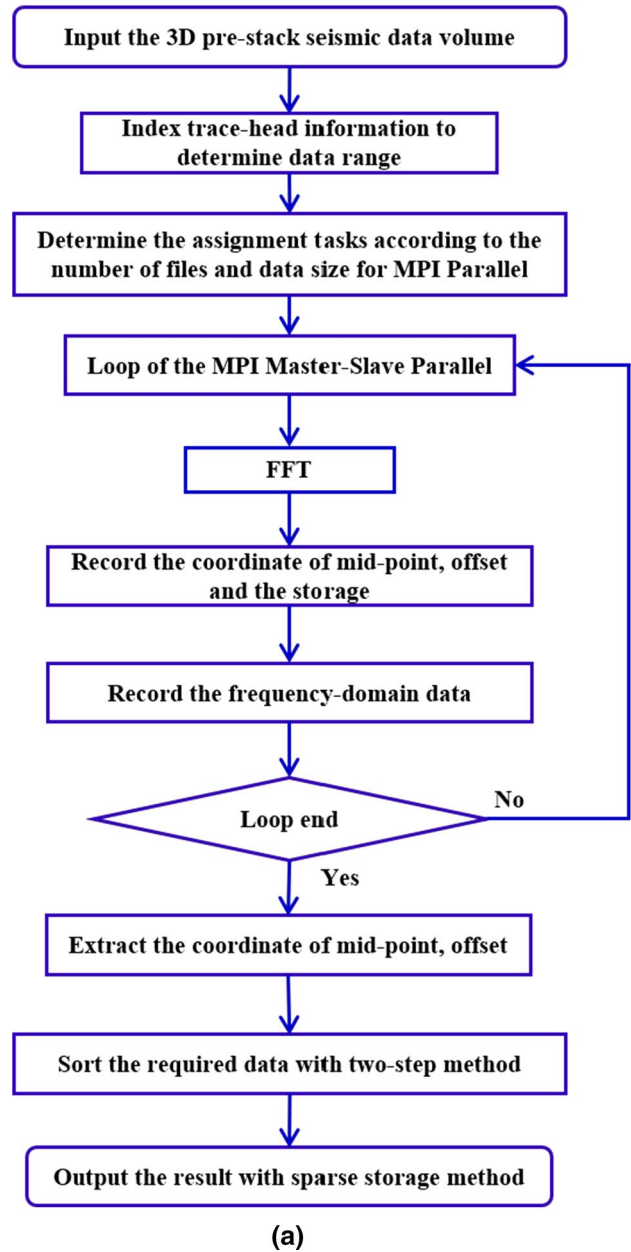 Input the 3D pre-stack seismic data volume
Index trace-head information to
determine data range
Determine the assignment tasks according to the
number of files and data size for MPI Parallel
Loop of the MPI Master-Slave Parallel
FFT
Record the coordinate of mid-point, offset
and the storage
Record the frequency-domain data
Loop end
No
Yes
Extract the coordinate of mid-point, offset
Sort the required data with two-step method
Output the result with sparse storage method
(a)